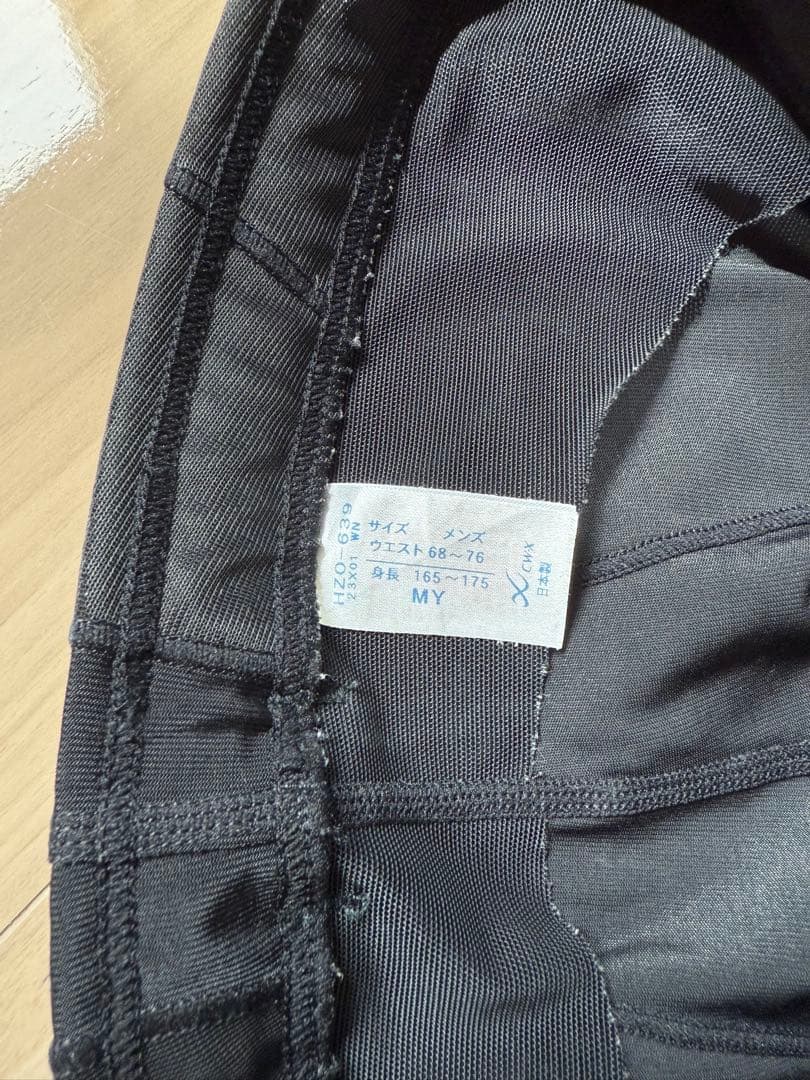 HZO-639
23X01 WN
サイズ メンズ
ウエスト 68～76
身長 165～175
MY
CW-X
日本製